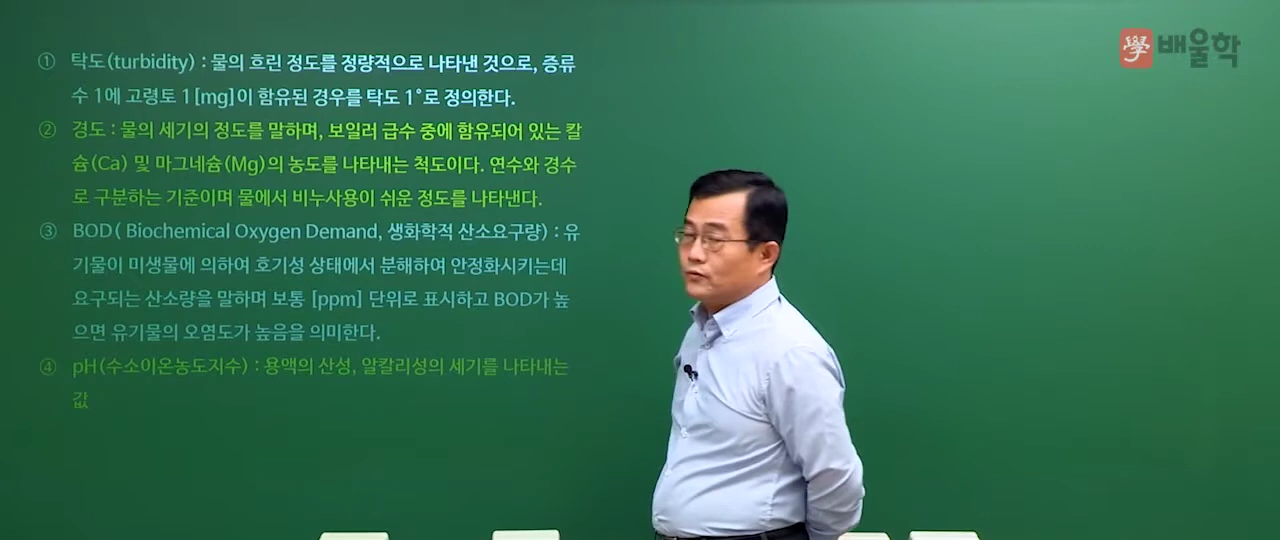 ① 탁도(turbidity) : 물의 흐린 정도를 정량적으로 나타낸 것으로, 증류
수 1에 고령토 1[mg]이 함유된 경우를 탁도 1°로 정의한다.
② 경도 : 물의 세기의 정도를 말하며, 보일러 급수 중에 함유되어 있는 칼
슘(Ca) 및 마그네슘(Mg)의 농도를 나타내는 척도이다. 연수와 경수
로 구분하는 기준이며 물에서 비누사용이 쉬운 정도를 나타낸다.
③ BOD( Biochemical Oxygen Demand, 생화학적 산소요구량) : 유
기물이 미생물에 의하여 호기성 상태에서 분해하여 안정화시키는데
요구되는 산소량을 말하며 보통 [ppm] 단위로 표시하고 BOD가 높
으면 유기물의 오염도가 높음을 의미한다.
④ pH(수소이온농도지수) : 용액의 산성, 알칼리성의 세기를 나타내는
값
學 배울학